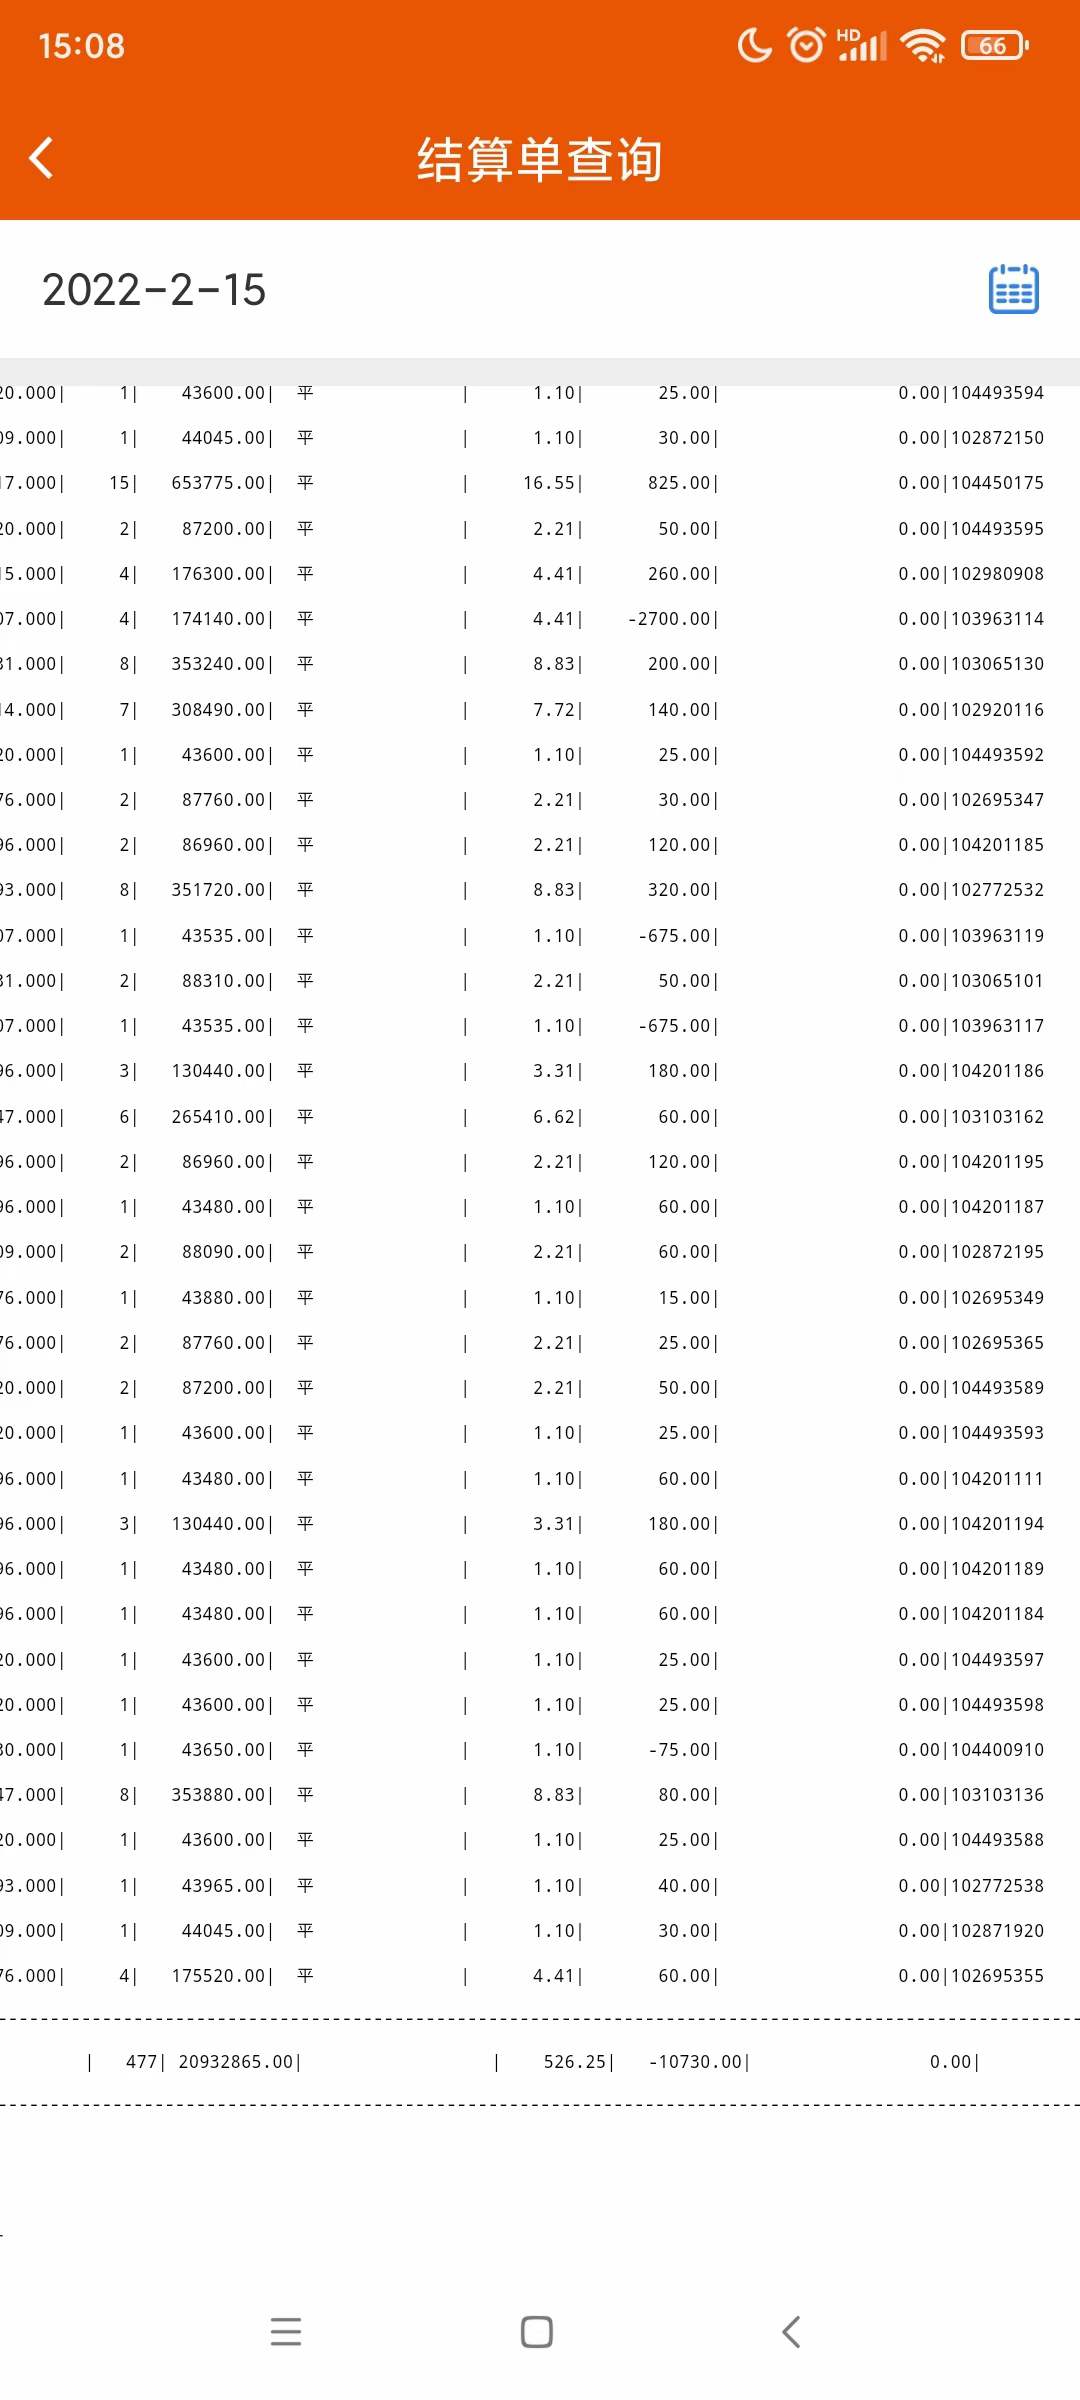 15:08 HD 66
结算单查询
2022-2-15
20.000| 1| 43600.00| 平 | 1.10| 25.00| 0.00|104493594
09.000| 1| 44045.00| 平 | 1.10| 30.00| 0.00|102872150
17.000| 15| 653775.00| 平 | 16.55| 825.00| 0.00|104450175
20.000| 2| 87200.00| 平 | 2.21| 50.00| 0.00|104493595
15.000| 4| 176300.00| 平 | 4.41| 260.00| 0.00|102980908
07.000| 4| 174140.00| 平 | 4.41| -2700.00| 0.00|103963114
31.000| 8| 353240.00| 平 | 8.83| 200.00| 0.00|103065130
14.000| 7| 308490.00| 平 | 7.72| 140.00| 0.00|102920116
20.000| 1| 43600.00| 平 | 1.10| 25.00| 0.00|104493592
76.000| 2| 87760.00| 平 | 2.21| 30.00| 0.00|102695347
96.000| 2| 86960.00| 平 | 2.21| 120.00| 0.00|104201185
93.000| 8| 351720.00| 平 | 8.83| 320.00| 0.00|102772532
07.000| 1| 43535.00| 平 | 1.10| -675.00| 0.00|103963119
31.000| 2| 88310.00| 平 | 2.21| 50.00| 0.00|103065101
07.000| 1| 43535.00| 平 | 1.10| -675.00| 0.00|103963117
96.000| 3| 130440.00| 平 | 3.31| 180.00| 0.00|104201186
47.000| 6| 265410.00| 平 | 6.62| 60.00| 0.00|103103162
96.000| 2| 86960.00| 平 | 2.21| 120.00| 0.00|104201195
96.000| 1| 43480.00| 平 | 1.10| 60.00| 0.00|104201187
09.000| 2| 88090.00| 平 | 2.21| 60.00| 0.00|102872195
76.000| 1| 43880.00| 平 | 1.10| 15.00| 0.00|102695349
76.000| 2| 87760.00| 平 | 2.21| 25.00| 0.00|102695365
20.000| 2| 87200.00| 平 | 2.21| 50.00| 0.00|104493589
20.000| 1| 43600.00| 平 | 1.10| 25.00| 0.00|104493593
96.000| 1| 43480.00| 平 | 1.10| 60.00| 0.00|104201111
96.000| 3| 130440.00| 平 | 3.31| 180.00| 0.00|104201194
96.000| 1| 43480.00| 平 | 1.10| 60.00| 0.00|104201189
96.000| 1| 43480.00| 平 | 1.10| 60.00| 0.00|104201184
20.000| 1| 43600.00| 平 | 1.10| 25.00| 0.00|104493597
20.000| 1| 43600.00| 平 | 1.10| 25.00| 0.00|104493598
30.000| 1| 43650.00| 平 | 1.10| -75.00| 0.00|104400910
47.000| 8| 353880.00| 平 | 8.83| 80.00| 0.00|103103136
20.000| 1| 43600.00| 平 | 1.10| 25.00| 0.00|104493588
93.000| 1| 43965.00| 平 | 1.10| 40.00| 0.00|102772538
09.000| 1| 44045.00| 平 | 1.10| 30.00| 0.00|102871920
76.000| 4| 175520.00| 平 | 4.41| 60.00| 0.00|102695355
| 477| 20932865.00| | 526.25| -10730.00| 0.00|